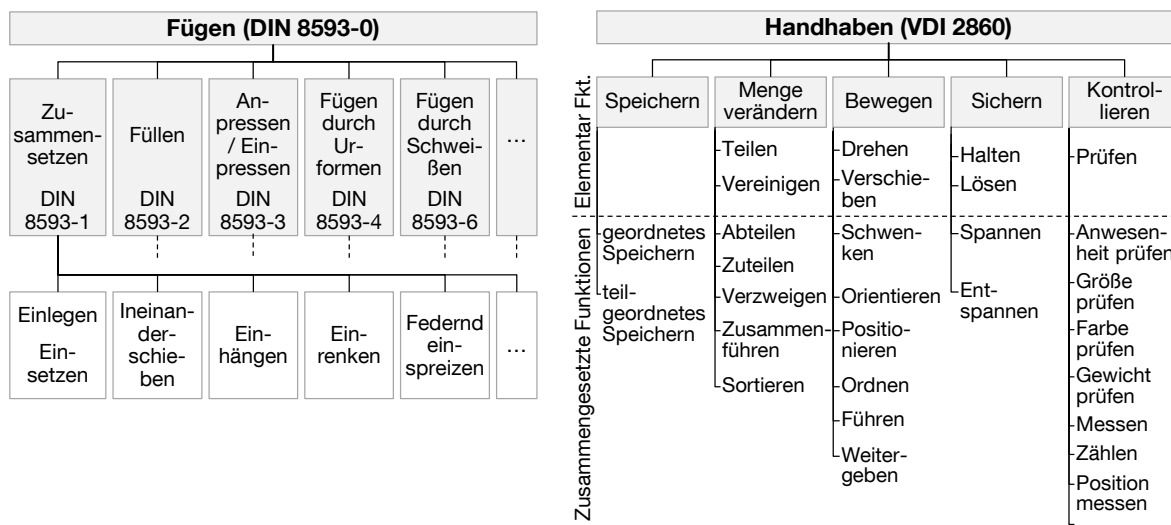 Fügen (DIN 8593-0)
Zu-
sammen-
setzen
DIN
8593-1
Füllen
DIN
8593-2
An-
pressen
/ Ein-
pressen
DIN
8593-3
Fügen
durch
Ur-
formen
DIN
8593-4
Fügen
durch
Schwei-
ßen
DIN
8593-6
...
Einlegen
Ein-
setzen
Ineinan-
derschie-
ben
Ein-
hängen
Ein-
renken
Federnd
ein-
spreizen
...
Handhaben (VDI 2860)
Elementar Fkt.
Zusammengesetzte Funktionen
Speichern
geordnetes
Speichern
teil-
geordnetes
Speichern
Menge
verändern
Teilen
Vereinigen
Abteilen
Zuteilen
Verzweigen
Zusammen-
führen
Sortieren
Bewegen
Drehen
Verschie-
ben
Schwen-
ken
Orientieren
Positio-
nieren
Ordnen
Führen
Weiter-
geben
Sichern
Halten
Lösen
Spannen
Ent-
spannen
Kontrol-
lieren
Prüfen
Anwesen-
heit prüfen
Größe
prüfen
Farbe
prüfen
Gewicht
prüfen
Messen
Zählen
Position
messen